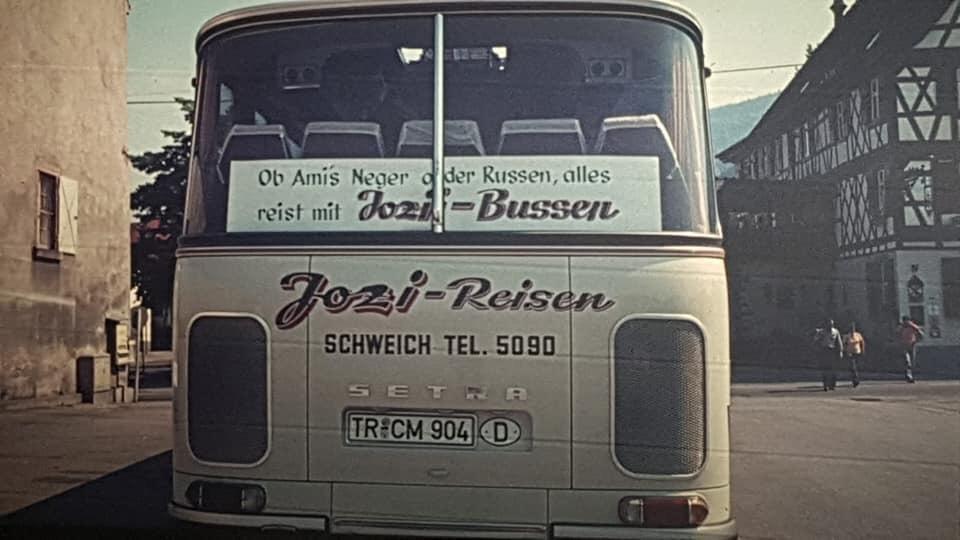 Ob Ami's Neger oder Russen, alles
reist mit Jozi-Bussen
Jozi-Reisen
SCHWEICH TEL. 5090
SETRA
TR CM 904 D